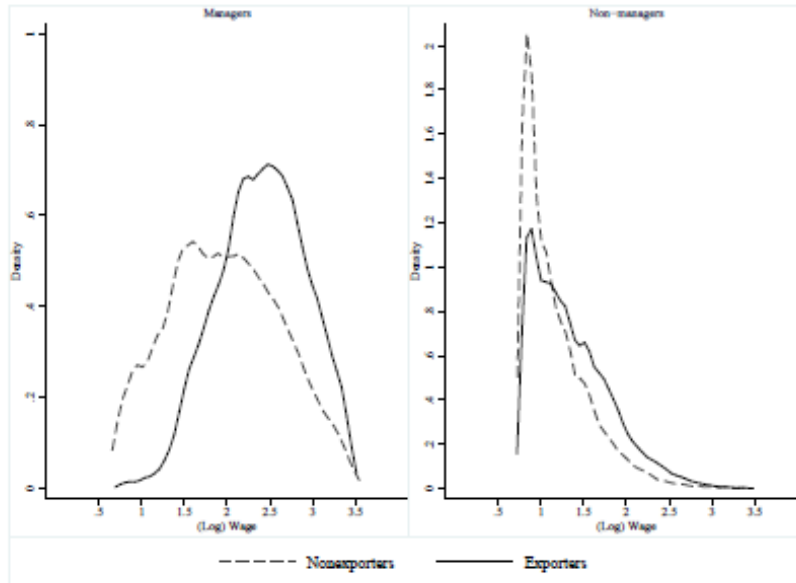 Managers
Non-managers
Density
1
.8
.6
.4
.2
0
.5 1 1.5 2 2.5 3 3.5
(Log) Wage
Density
2
1.8
1.6
1.4
1.2
1
.8
.6
.4
.2
0
.5 1 1.5 2 2.5 3 3.5
(Log) Wage
Nonexporters
Exporters